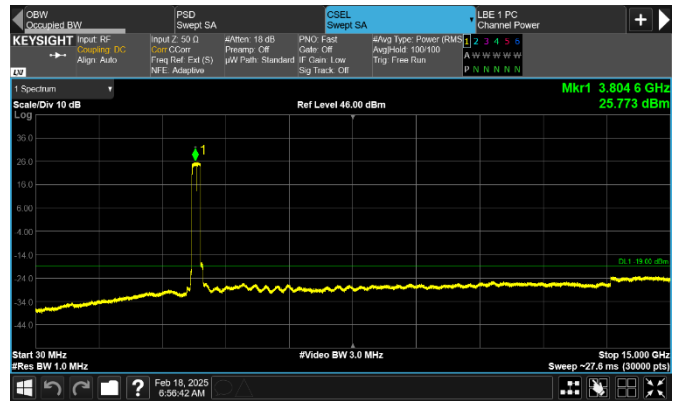 OBW
Occupied BW
PSD
Swept SA
CSEL
Swept SA
LBE 1 PC
Channel Power
KEYSIGHT
Input: RF
Coupling: DC
Align: Auto
LXI
Input Z: 50 Ω
Corr CCorr
Freq Ref: Ext (S)
NFE: Adaptive
#Atten: 18 dB
Preamp: Off
µW Path: Standard
PNO: Fast
Gate: Off
IF Gain: Low
Sig Track: Off
#Avg Type: Power (RMS
Avg|Hold: 100/100
Trig: Free Run
1 2 3 4 5 6
A W W W W W
P N N N N N
1 Spectrum
Mkr1 3.804 6 GHz
Scale/Div 10 dB
Ref Level 46.00 dBm
25.773 dBm
Log
36.0
26.0
16.0
6.00
-4.00
-14.0
-24.0
-34.0
-44.0
1
DL1 -19.00 dBm
Start 30 MHz
#Video BW 3.0 MHz
Stop 15.000 GHz
#Res BW 1.0 MHz
Sweep ~27.6 ms (30000 pts)
Feb 18, 2025
6:56:42 AM